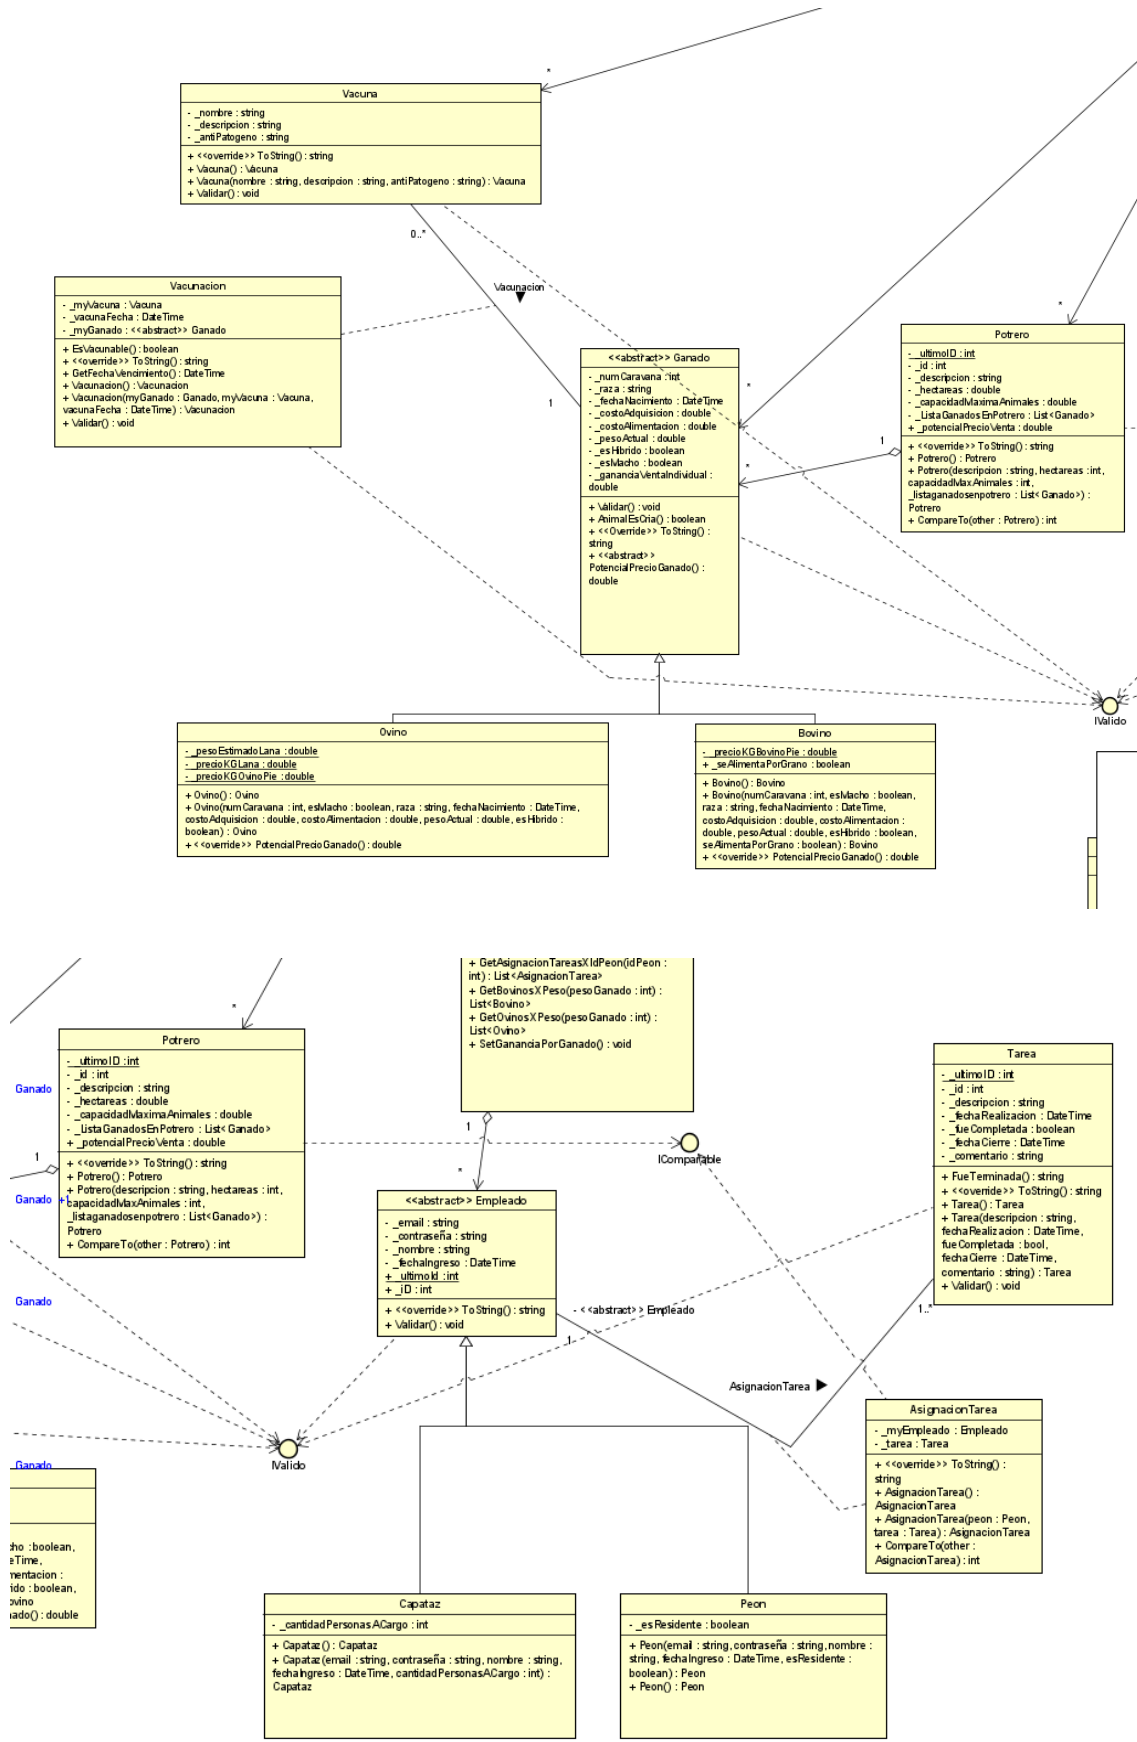 *
Vacuna
- _nombre : string
- _descripcion : string
- _antiPatogeno : string
+ <<override>> ToString() : string
+ Vacuna() : Vacuna
+ Vacuna(nombre : string, descripcion : string, antiPatogeno : string) : Vacuna
+ Validar() : void
0..*
Vacunacion
1
Vacunacion
- _myVacuna : Vacuna
- _vacunaFecha : DateTime
- _myGanado : <<abstract>> Ganado
+ EsVacunable() : boolean
+ <<override>> ToString() : string
+ GetFechaVencimiento() : DateTime
+ Vacunacion() : Vacunacion
+ Vacunacion(myGanado : Ganado, myVacuna : Vacuna,
vacunaFecha : DateTime) : Vacunacion
+ Validar() : void
<<abstract>> Ganado
- _numCaravana : int
- _raza : string
- _fechaNacimiento : DateTime
- _costoAdquisicion : double
- _costoAlimentacion : double
- _pesoActual : double
- _esHibrido : boolean
- _esMacho : boolean
- _gananciaVentaIndividual :
double
+ Validar() : void
+ AnimalEsCria() : boolean
+ <<Override>> ToString() :
string
+ <<abstract>>
PotencialPrecioGanado() :
double
*
*
1
*
Potrero
- _ultimoID : int
- _id : int
- _descripcion : string
- _hectareas : double
- _capacidadMaximaAnimales : double
- _ListaGanadosEnPotrero : List<Ganado>
+ _potencialPrecioVenta : double
+ <<override>> ToString() : string
+ Potrero() : Potrero
+ Potrero(descripcion : string, hectareas : int,
capacidadMaxAnimales : int,
_listaganadosenpotrero : List<Ganado>) :
Potrero
+ CompareTo(other : Potrero) : int
IValido
Ovino
- _pesoEstimadoLana : double
- _precioKGLana : double
- _precioKGOvinoPie : double
+ Ovino() : Ovino
+ Ovino(numCaravana : int, esMacho : boolean, raza : string, fechaNacimiento : DateTime,
costoAdquisicion : double, costoAlimentacion : double, pesoActual : double, esHibrido :
boolean) : Ovino
+ <<override>> PotencialPrecioGanado() : double
Bovino
- _precioKGBovinoPie : double
+ _seAlimentaPorGrano : boolean
+ Bovino() : Bovino
+ Bovino(numCaravana : int, esMacho : boolean,
raza : string, fechaNacimiento : DateTime,
costoAdquisicion : double, costoAlimentacion :
double, pesoActual : double, esHibrido : boolean,
seAlimentaPorGrano : boolean) : Bovino
+ <<override>> PotencialPrecioGanado() : double
+ GetAsignacionTareasXIdPeon(idPeon :
int) : List<AsignacionTarea>
+ GetBovinosXPeso(pesoGanado : int) :
List<Bovino>
+ GetOvinosXPeso(pesoGanado : int) :
List<Ovino>
+ SetGananciaPorGanado() : void
*
Potrero
- _ultimoID : int
- _id : int
- _descripcion : string
- _hectareas : double
- _capacidadMaximaAnimales : double
- _ListaGanadosEnPotrero : List<Ganado>
+ _potencialPrecioVenta : double
+ <<override>> ToString() : string
+ Potrero() : Potrero
+ Potrero(descripcion : string, hectareas : int,
capacidadMaxAnimales : int,
_listaganadosenpotrero : List<Ganado>) :
Potrero
+ CompareTo(other : Potrero) : int
Ganado
1
Ganado +1
Ganado
Ganado
1
*
IComparable
Tarea
- _ultimoID : int
- _id : int
- _descripcion : string
- _fechaRealizacion : DateTime
- _fueCompletada : boolean
- _fechaCierre : DateTime
- _comentario : string
+ FueTerminada() : string
+ <<override>> ToString() : string
+ Tarea() : Tarea
+ Tarea(descripcion : string,
fechaRealizacion : DateTime,
fueCompletada : bool,
fechaCierre : DateTime,
comentario : string) : Tarea
+ Validar() : void
<<abstract>> Empleado
- _email : string
- _contraseña : string
- _nombre : string
- _fechaIngreso : DateTime
+ _ultimoId : int
+ _iD : int
+ <<override>> ToString() : string
+ Validar() : void
- <<abstract>> Empleado
1
1..*
AsignacionTarea
IValido
AsignacionTarea
- _myEmpleado : Empleado
- _tarea : Tarea
+ <<override>> ToString() :
string
+ AsignacionTarea() :
AsignacionTarea
+ AsignacionTarea(peon : Peon,
tarea : Tarea) : AsignacionTarea
+ CompareTo(other :
AsignacionTarea) : int
cho : boolean,
eTime,
mentacion :
rido : boolean,
ovino
nado() : double
Capataz
- _cantidadPersonasACargo : int
+ Capataz() : Capataz
+ Capataz(email : string, contraseña : string, nombre : string,
fechaIngreso : DateTime, cantidadPersonasACargo : int) :
Capataz
Peon
- _esResidente : boolean
+ Peon(email : string, contraseña : string, nombre :
string, fechaIngreso : DateTime, esResidente :
boolean) : Peon
+ Peon() : Peon